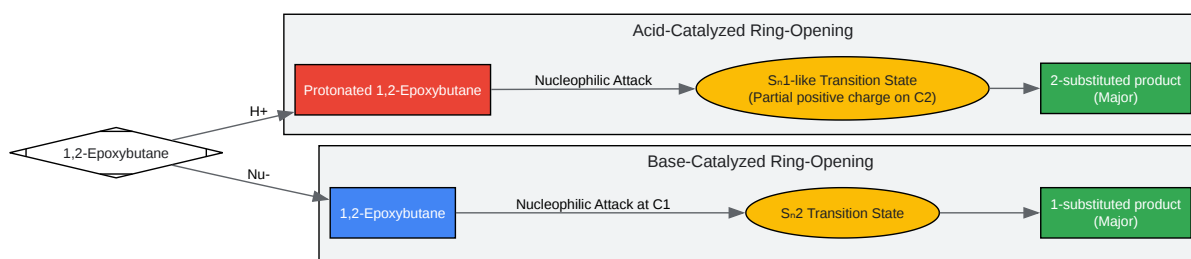 Acid-Catalyzed Ring-Opening
Protonated 1,2-Epoxybutane
Nucleophilic Attack
Sₙ1-like Transition State
(Partial positive charge on C2)
2-substituted product
(Major)
H+
1,2-Epoxybutane
Nu-
Base-Catalyzed Ring-Opening
1,2-Epoxybutane
Nucleophilic Attack at C1
Sₙ2 Transition State
1-substituted product
(Major)